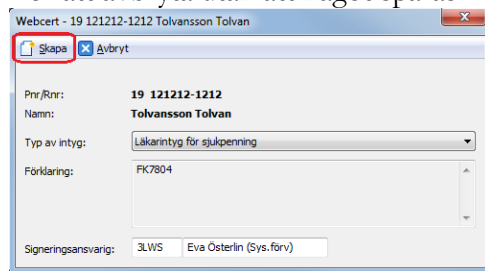 Webcert - 19 121212-1212 Tolvansson Tolvan
Skapa Avbryt
Pnr/Rnr: 19 121212-1212
Namn: Tolvansson Tolvan
Typ av intyg: Läkarintyg för sjukpenning
Förklaring: FK7804
Signeringsansvarig: 3LWS Eva Österlin (Sys.förv)